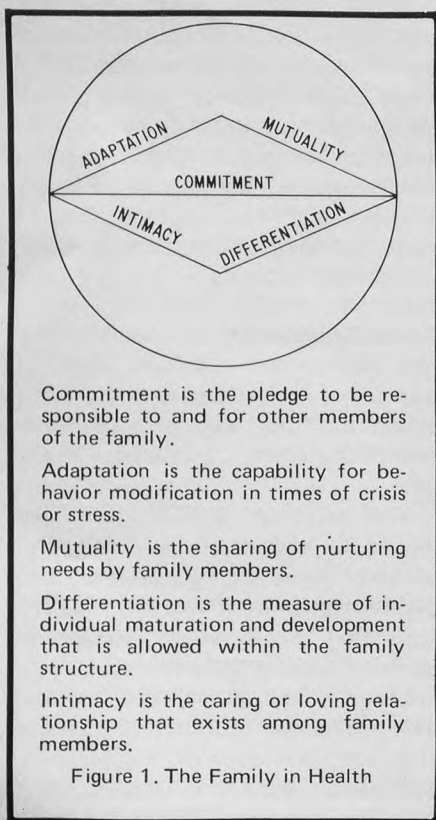 ADAPTATION
MUTUALITY
COMMITMENT
INTIMACY
DIFFERENTIATION
Commitment is the pledge to be re-
sponsible to and for other members
of the family.
Adaptation is the capability for be-
havior modification in times of crisis
or stress.
Mutuality is the sharing of nurturing
needs by family members.
Differentiation is the measure of in-
dividual maturation and development
that is allowed within the family
structure.
Intimacy is the caring or loving rela-
tionship that exists among family
members.
Figure 1. The Family in Health